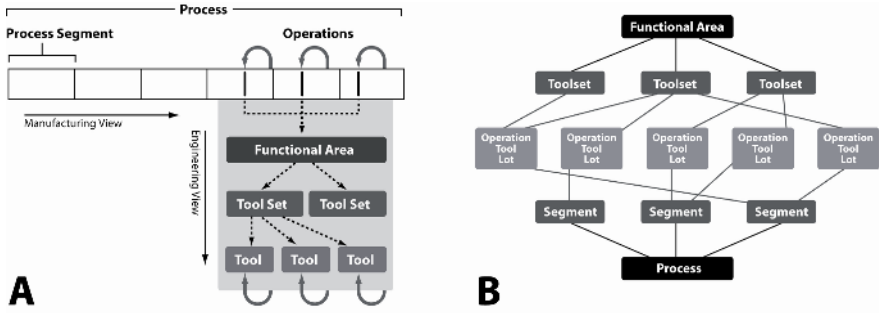 Process
Process Segment
Operations
Manufacturing View
Engineering View
Functional Area
Tool Set
Tool Set
Tool
Tool
Tool
A
Functional Area
Toolset
Toolset
Toolset
Operation
Tool
Lot
Operation
Tool
Lot
Operation
Tool
Lot
Operation
Tool
Lot
Operation
Tool
Lot
Segment
Segment
Segment
Process
B